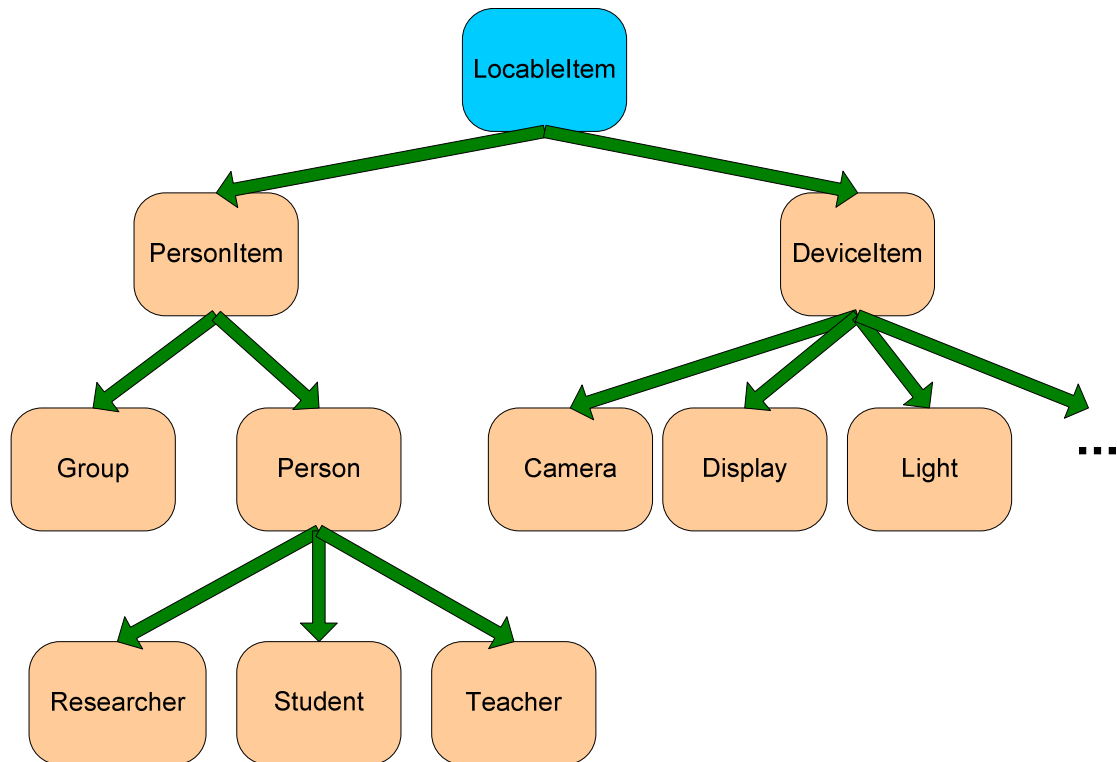 LocableItem
PersonItem
DeviceItem
Group
Person
Camera
Display
Light
...
Researcher
Student
Teacher